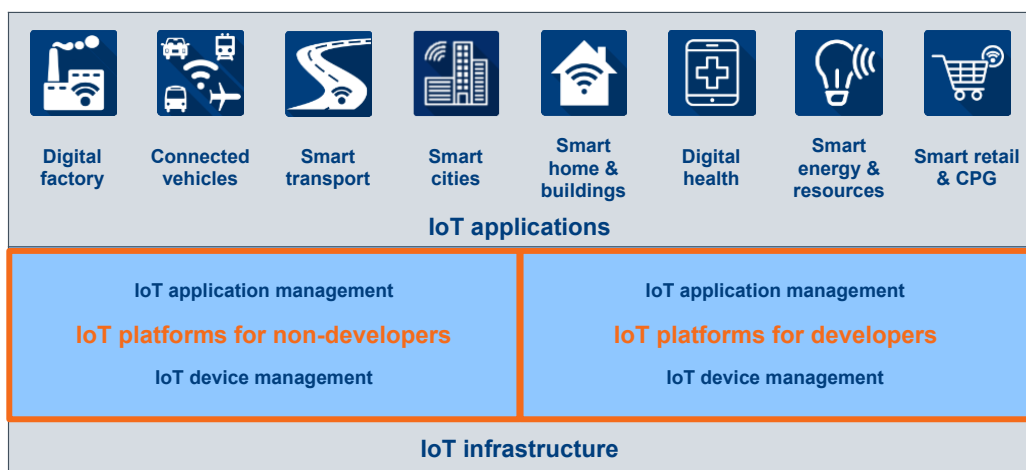 Digital
factory
Connected
vehicles
Smart
transport
Smart
cities
Smart
home &
buildings
Digital
health
Smart
energy &
resources
Smart retail
& CPG
IoT applications
IoT application management
IoT platforms for non-developers
IoT device management
IoT application management
IoT platforms for developers
IoT device management
IoT infrastructure